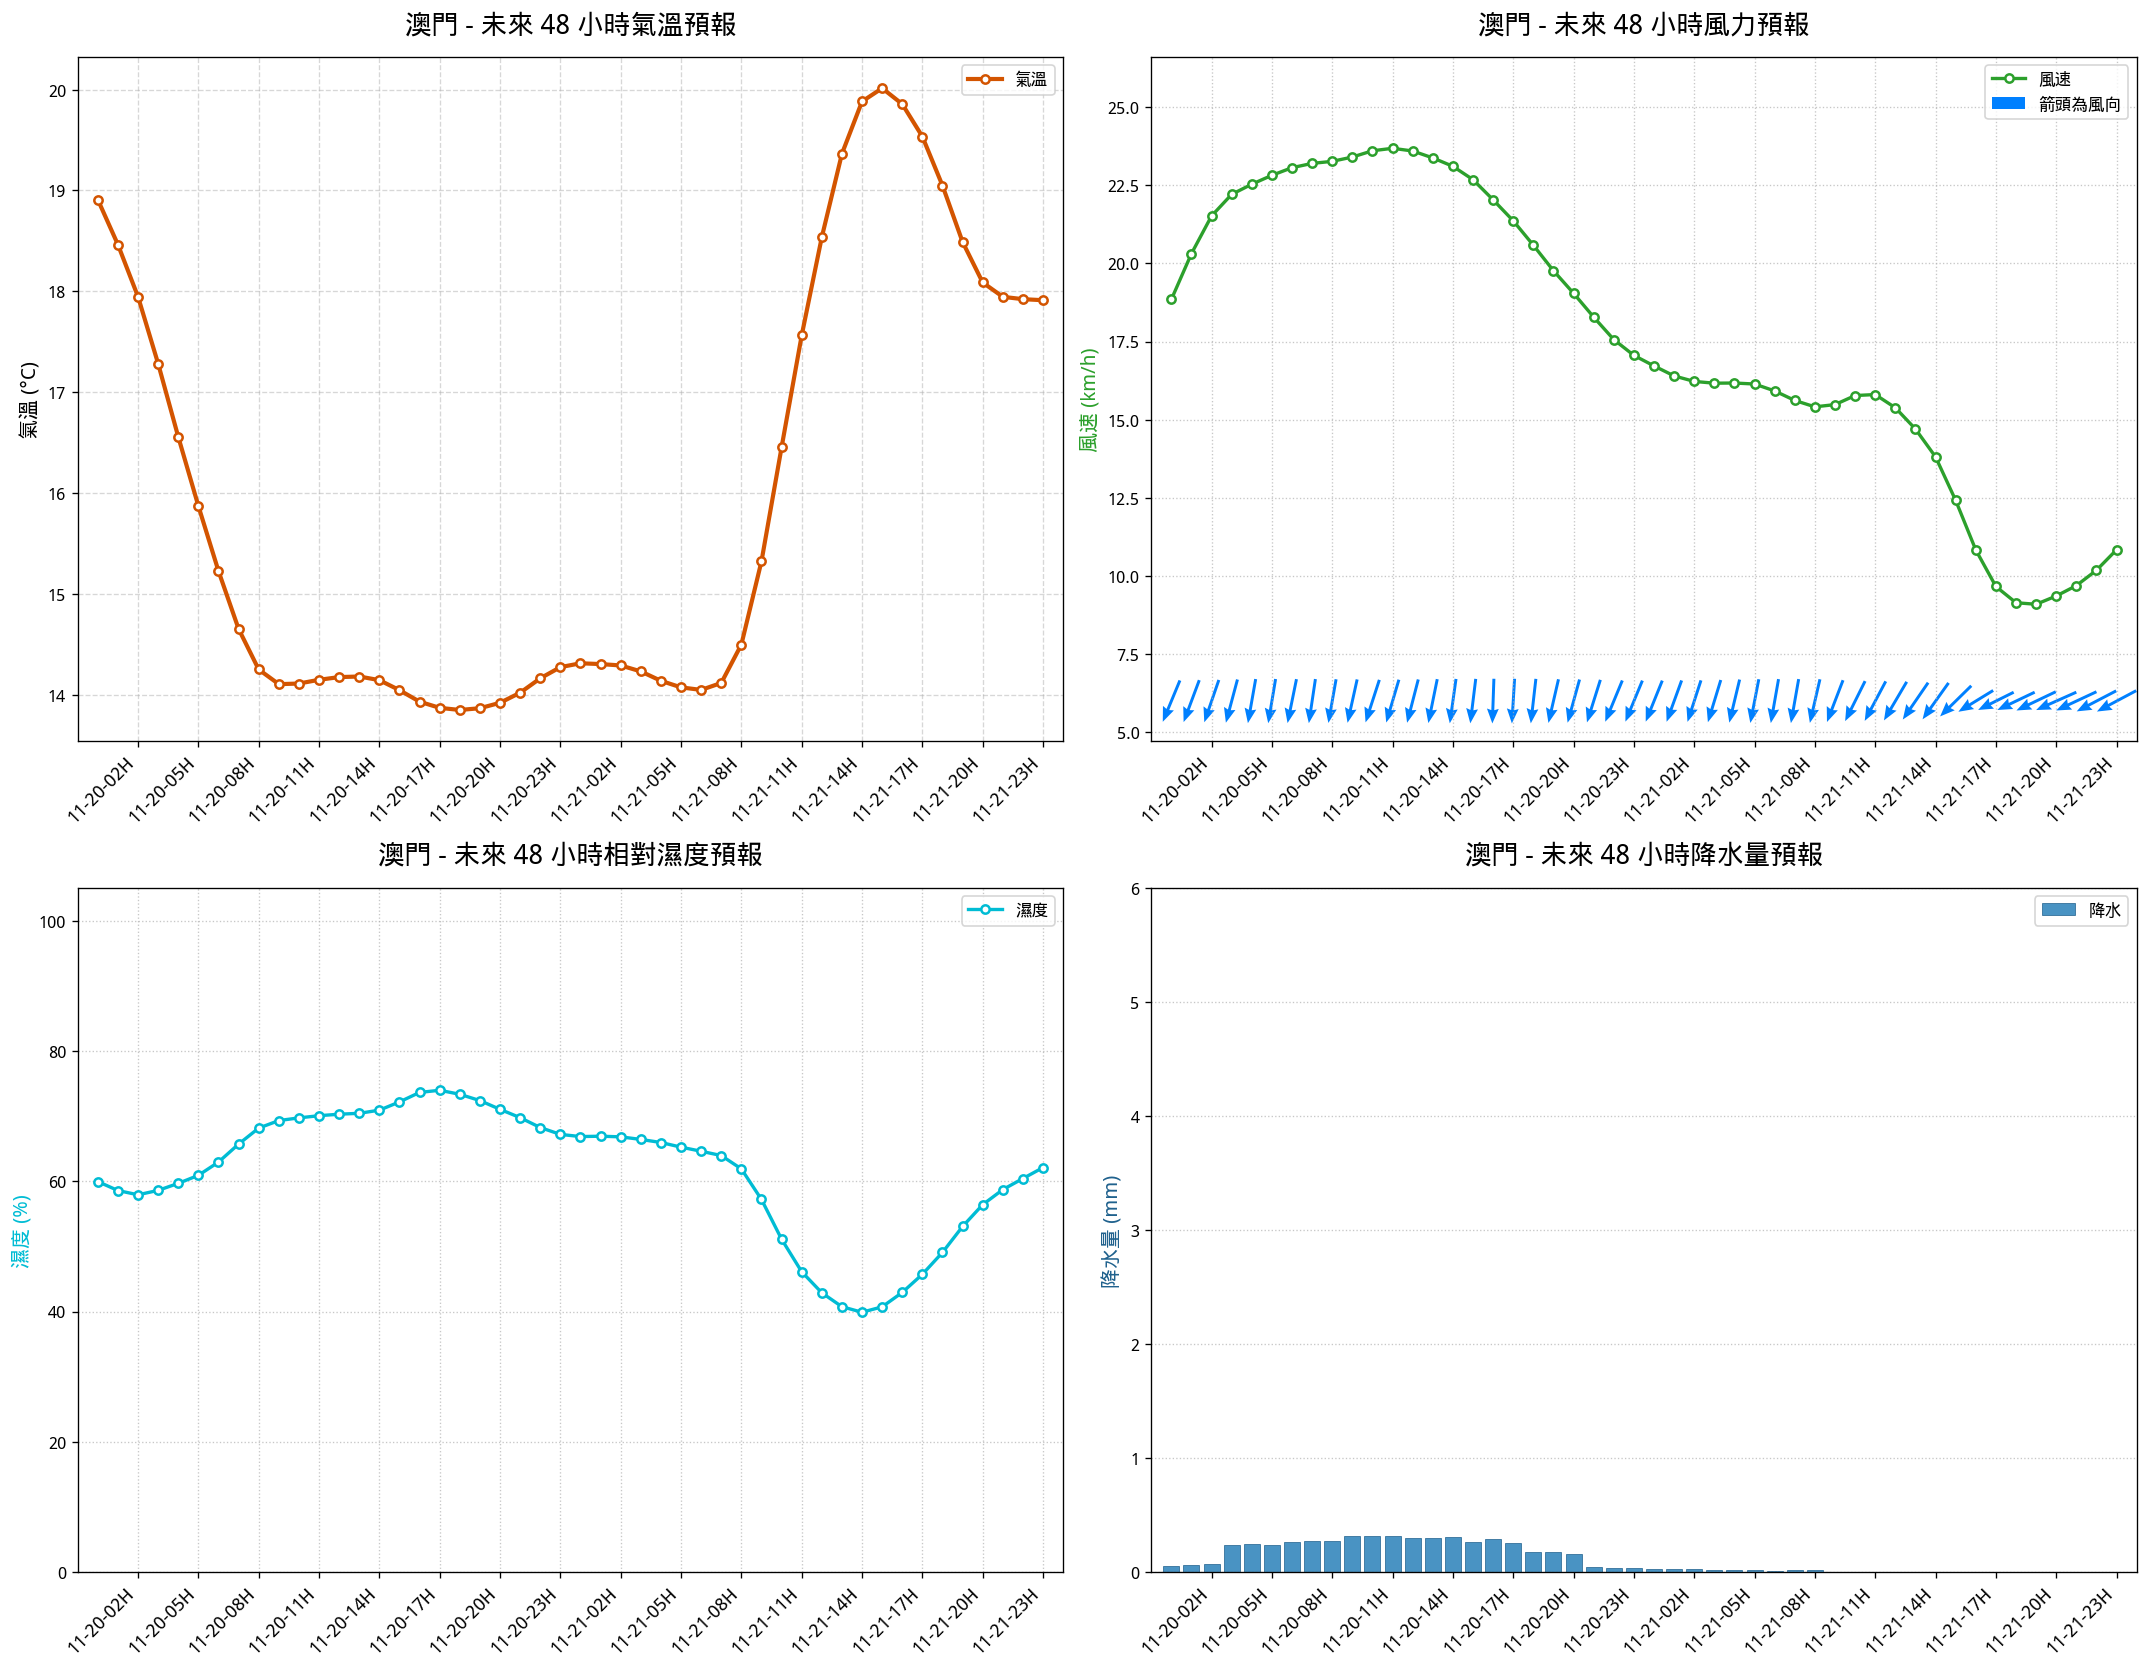 澳門 - 未來 48 小時氣溫預報
氣溫
氣溫 (°C)
20
19
18
17
16
15
14
11-20-02H
11-20-05H
11-20-08H
11-20-11H
11-20-14H
11-20-17H
11-20-20H
11-20-23H
11-21-02H
11-21-05H
11-21-08H
11-21-11H
11-21-14H
11-21-17H
11-21-20H
11-21-23H
澳門 - 未來 48 小時風力預報
風速
箭頭為風向
風速 (km/h)
25.0
22.5
20.0
17.5
15.0
12.5
10.0
7.5
5.0
11-20-02H
11-20-05H
11-20-08H
11-20-11H
11-20-14H
11-20-17H
11-20-20H
11-20-23H
11-21-02H
11-21-05H
11-21-08H
11-21-11H
11-21-14H
11-21-17H
11-21-20H
11-21-23H
澳門 - 未來 48 小時相對濕度預報
濕度
濕度 (%)
100
80
60
40
20
0
11-20-02H
11-20-05H
11-20-08H
11-20-11H
11-20-14H
11-20-17H
11-20-20H
11-20-23H
11-21-02H
11-21-05H
11-21-08H
11-21-11H
11-21-14H
11-21-17H
11-21-20H
11-21-23H
澳門 - 未來 48 小時降水量預報
降水
降水量 (mm)
6
5
4
3
2
1
0
11-20-02H
11-20-05H
11-20-08H
11-20-11H
11-20-14H
11-20-17H
11-20-20H
11-20-23H
11-21-02H
11-21-05H
11-21-08H
11-21-11H
11-21-14H
11-21-17H
11-21-20H
11-21-23H